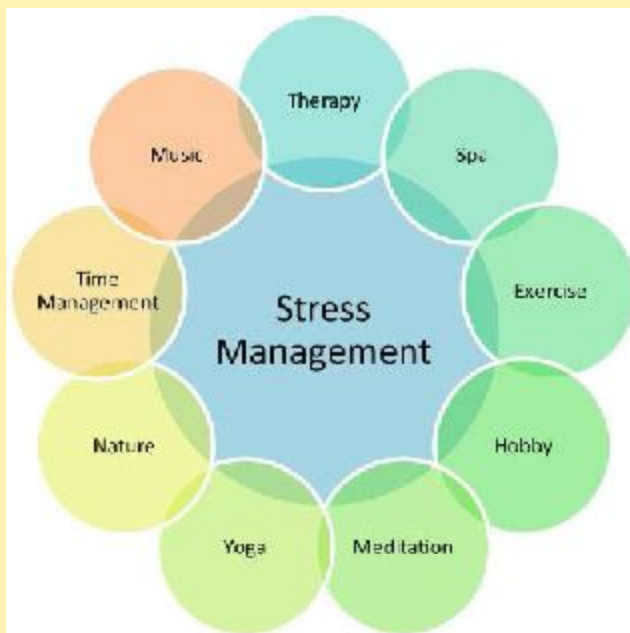 Therapy
Spa
Exercise
Hobby
Meditation
Yoga
Nature
Time
Management
Music
Stress
Management